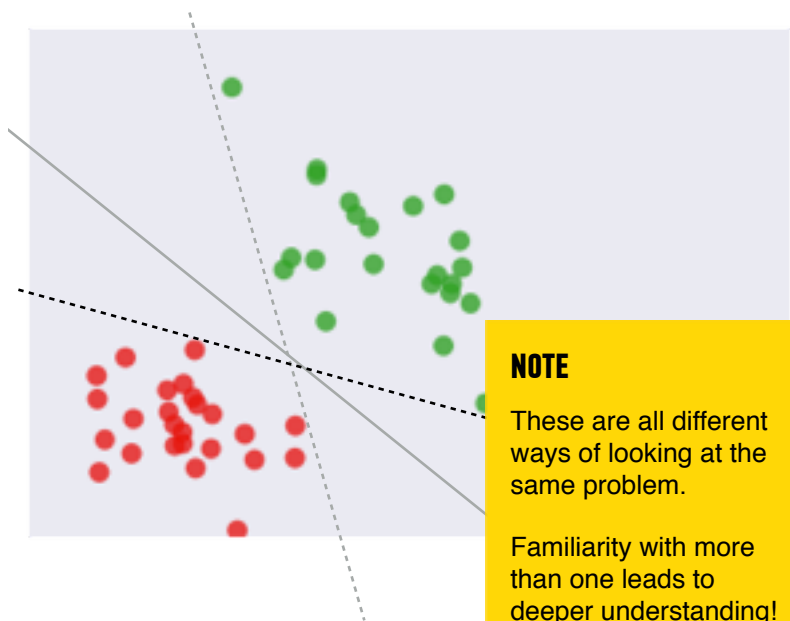 NOTE
These are all different
ways of looking at the
same problem.
Familiarity with more
than one leads to
deeper understanding!